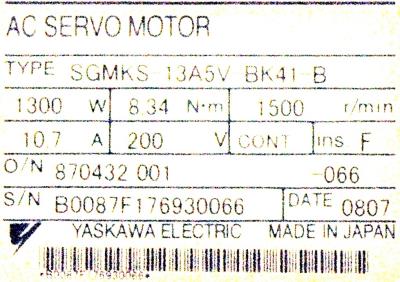 AC SERVO MOTOR
TYPE SGMKS-13A5V BK41-B
1300 W 8.34 N·m 1500 r/min
10.7 A 200 V CONT ins F
O/N 870432 001 -066
S/N B0087F176930066 DATE 0807
YASKAWA ELECTRIC MADE IN JAPAN
*B0087F176930066*